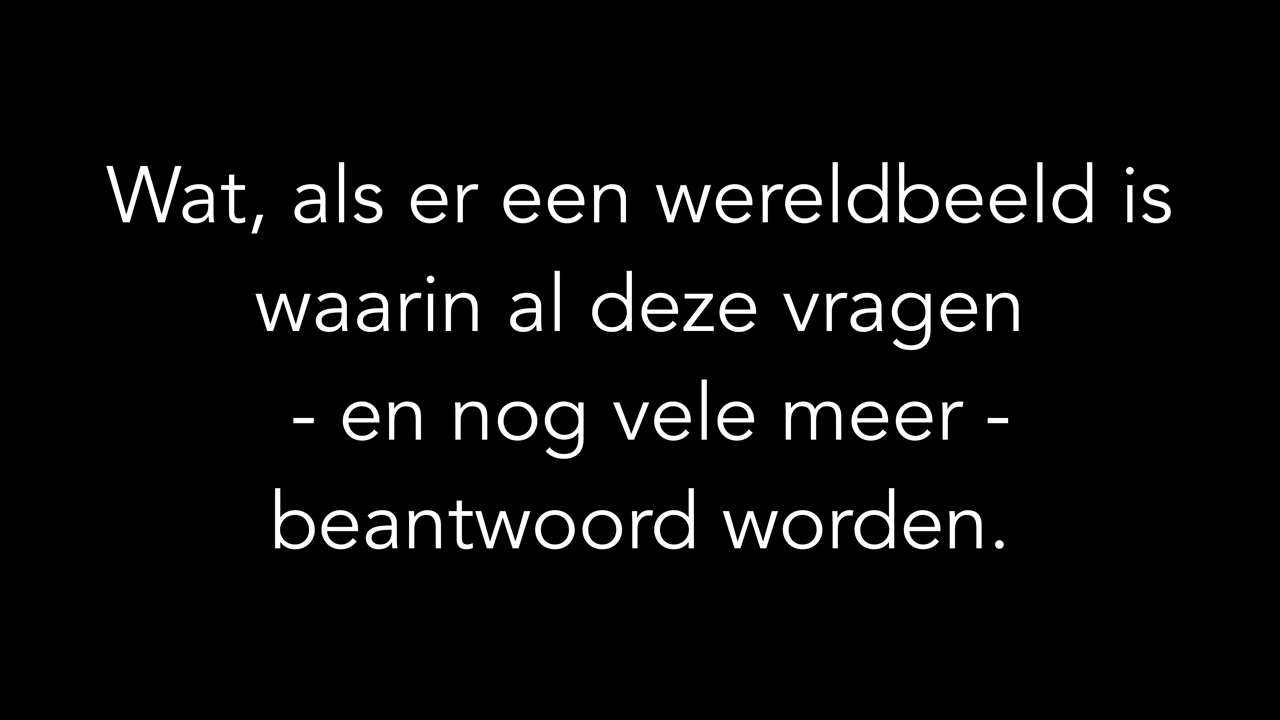 Wat, als er een wereldbeeld is
waarin al deze vragen
- en nog vele meer -
beantwoord worden.